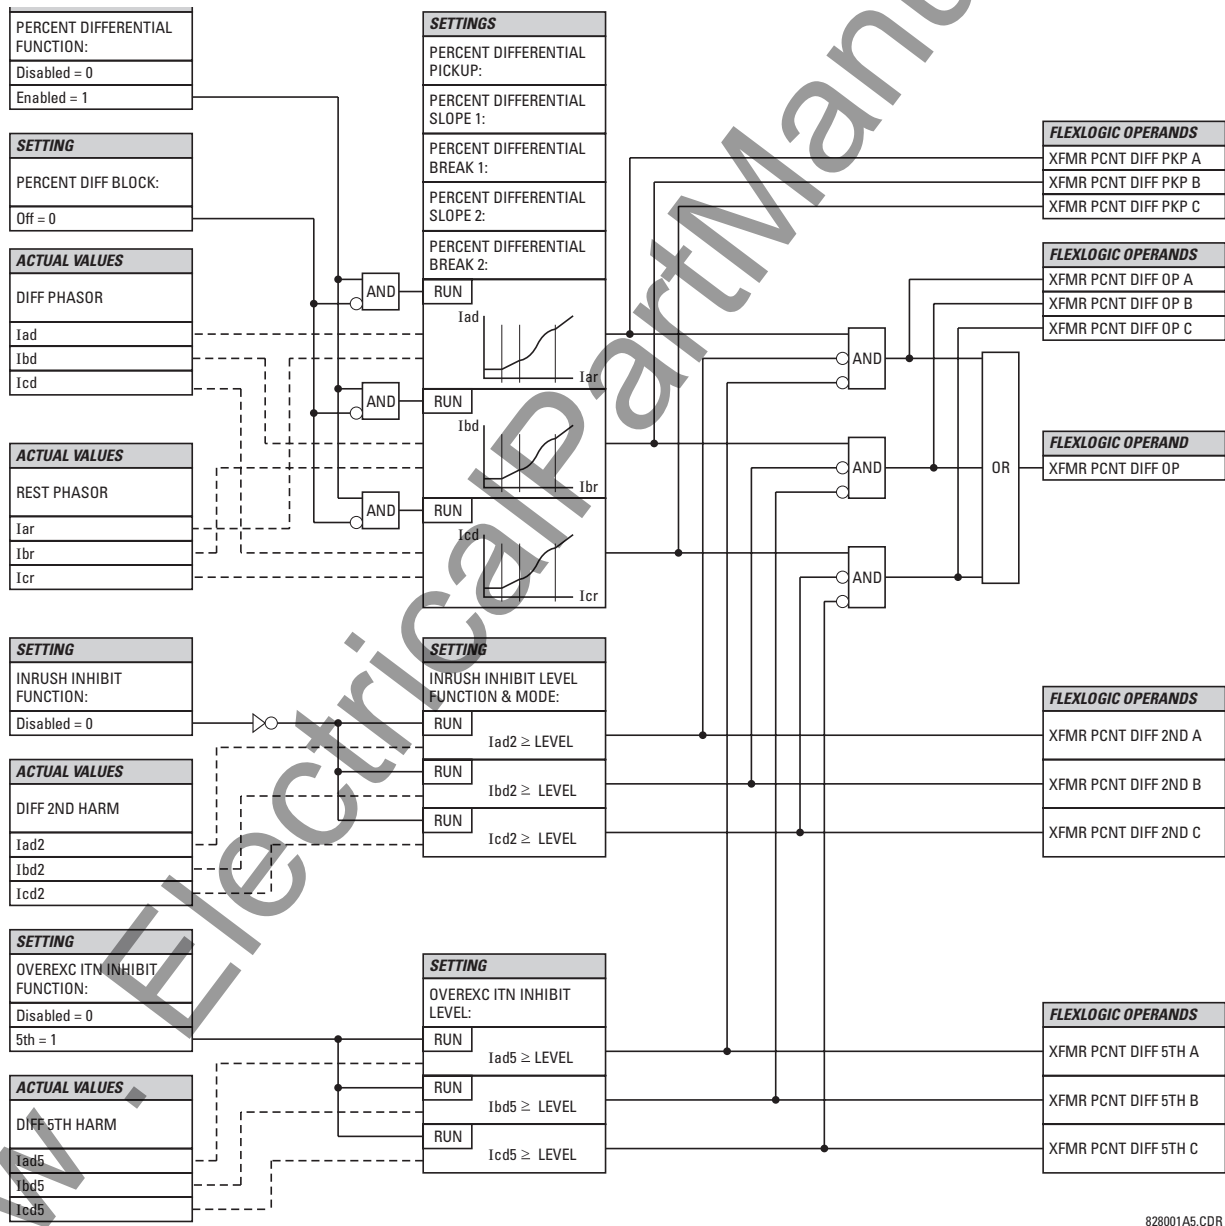 PERCENT DIFFERENTIAL
FUNCTION:
Disabled = 0
Enabled = 1
SETTING
PERCENT DIFF BLOCK:
Off = 0
ACTUAL VALUES
DIFF PHASOR
Iad
Ibd
Icd
ACTUAL VALUES
REST PHASOR
Iar
Ibr
Icr
SETTING
INRUSH INHIBIT
FUNCTION:
Disabled = 0
ACTUAL VALUES
DIFF 2ND HARM
Iad2
Ibd2
Icd2
SETTING
OVEREXC ITN INHIBIT
FUNCTION:
Disabled = 0
5th = 1
ACTUAL VALUES
DIFF 5TH HARM
Iad5
Ibd5
Icd5
AND
AND
AND
SETTINGS
PERCENT DIFFERENTIAL
PICKUP:
PERCENT DIFFERENTIAL
SLOPE 1:
PERCENT DIFFERENTIAL
BREAK 1:
PERCENT DIFFERENTIAL
SLOPE 2:
PERCENT DIFFERENTIAL
BREAK 2:
RUN
Iad
Iar
RUN
Ibd
Ibr
RUN
Icd
Icr
SETTING
INRUSH INHIBIT LEVEL
FUNCTION & MODE:
RUN
Iad2 ≥ LEVEL
RUN
Ibd2 ≥ LEVEL
RUN
Icd2 ≥ LEVEL
SETTING
OVEREXC ITN INHIBIT
LEVEL:
RUN
Iad5 ≥ LEVEL
RUN
Ibd5 ≥ LEVEL
RUN
Icd5 ≥ LEVEL
AND
AND
AND
OR
FLEXLOGIC OPERANDS
XFMR PCNT DIFF PKP A
XFMR PCNT DIFF PKP B
XFMR PCNT DIFF PKP C
FLEXLOGIC OPERANDS
XFMR PCNT DIFF OP A
XFMR PCNT DIFF OP B
XFMR PCNT DIFF OP C
FLEXLOGIC OPERAND
XFMR PCNT DIFF OP
FLEXLOGIC OPERANDS
XFMR PCNT DIFF 2ND A
XFMR PCNT DIFF 2ND B
XFMR PCNT DIFF 2ND C
FLEXLOGIC OPERANDS
XFMR PCNT DIFF 5TH A
XFMR PCNT DIFF 5TH B
XFMR PCNT DIFF 5TH C
828001A5.CDR
w . ElectricalPartManu